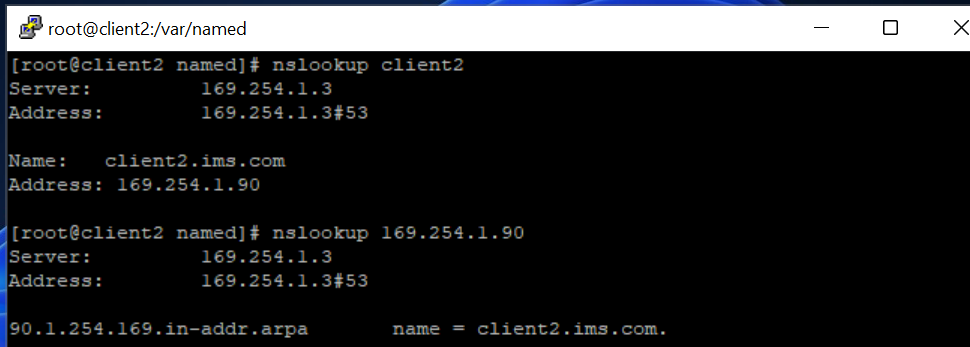 root@client2:/var/named
[root@client2 named]# nslookup client2
Server:         169.254.1.3
Address:        169.254.1.3#53
Name:   client2.ims.com
Address: 169.254.1.90
[root@client2 named]# nslookup 169.254.1.90
Server:         169.254.1.3
Address:        169.254.1.3#53
90.1.254.169.in-addr.arpa       name = client2.ims.com.